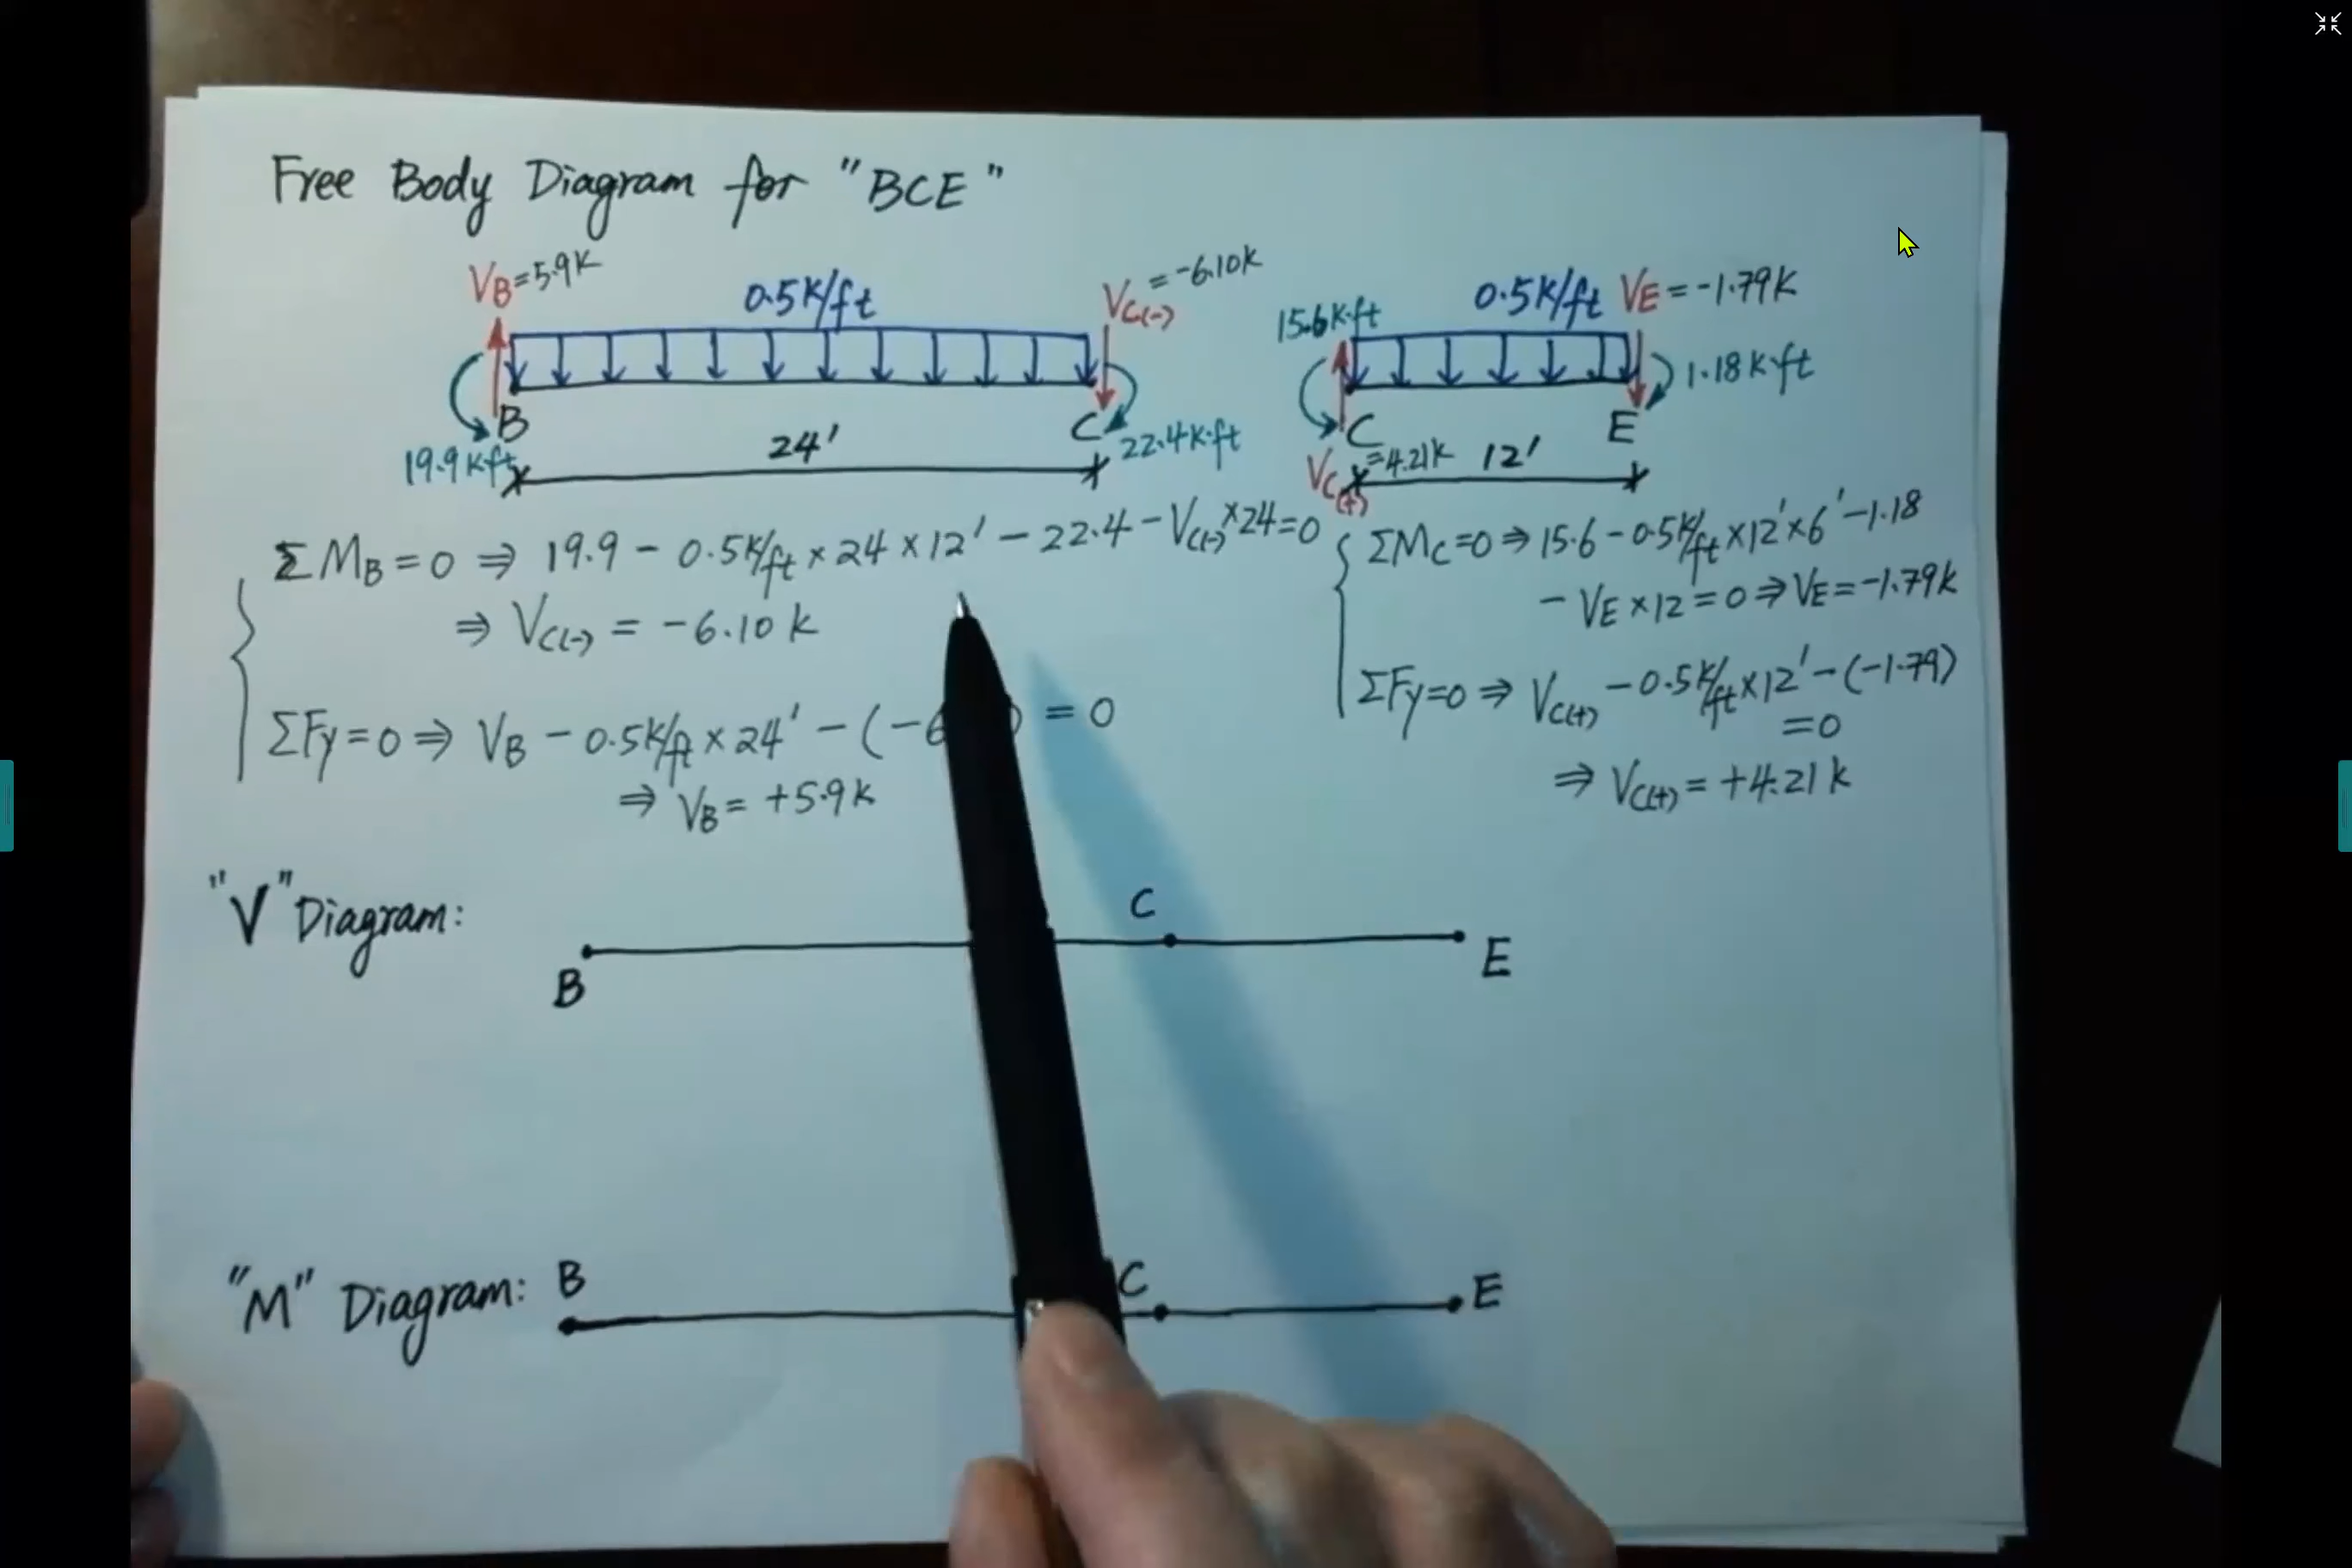 Free Body Diagram for "BCE"
VB=5.9K
0.5K/ft
VC(-) = -6.10K
B
19.9 K·ft
24'
C
22.4K·ft
15.6K·ft
0.5K/ft
VE = -1.79K
1.18K·ft
C
E
VC(+) =4.21K
12'
ΣMB=0 ⇒ 19.9 - 0.5K/ft × 24 × 12' - 22.4 - VC(-) × 24=0
⇒ VC(-) = -6.10 K
ΣFy=0 ⇒ VB - 0.5K/ft × 24' - (-6 ) = 0
⇒ VB = +5.9K
ΣMC=0 ⇒ 15.6 - 0.5K/ft × 12' × 6' - 1.18
- VE × 12 = 0 ⇒ VE = -1.79K
ΣFy=0 ⇒ VC(+) - 0.5K/ft × 12' - (-1.79)
=0
⇒ VC(+) = +4.21 K
"V" Diagram:
B
C
E
"M" Diagram:
B
C
E